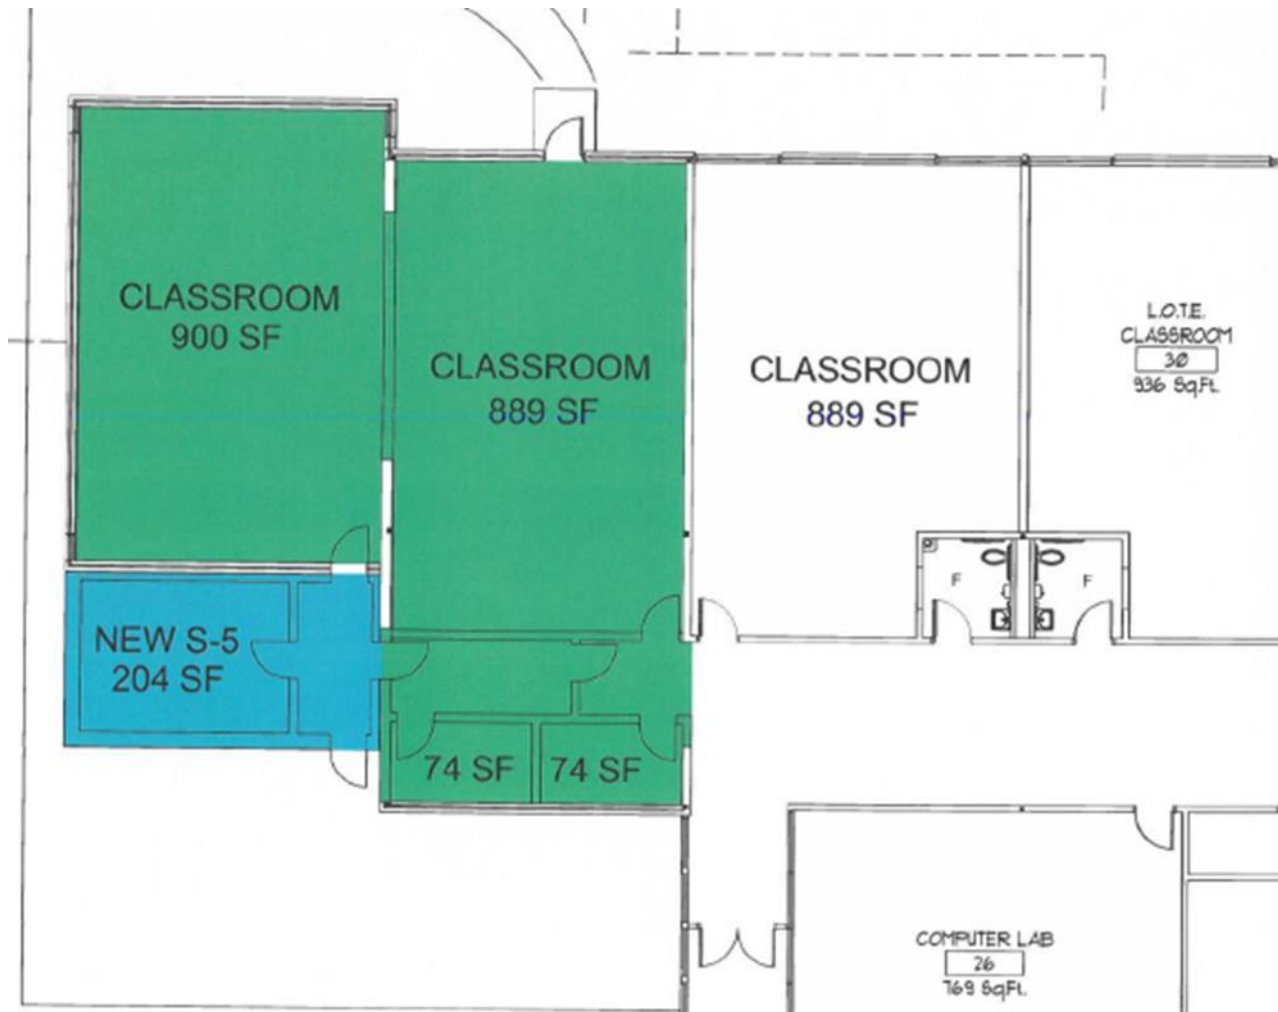 CLASSROOM
900 SF
CLASSROOM
889 SF
CLASSROOM
889 SF
L.O.T.E.
CLASSROOM
30
936 Sq.Ft.
F
F
NEW S-5
204 SF
74 SF
74 SF
COMPUTER LAB
26
769 Sq.Ft.